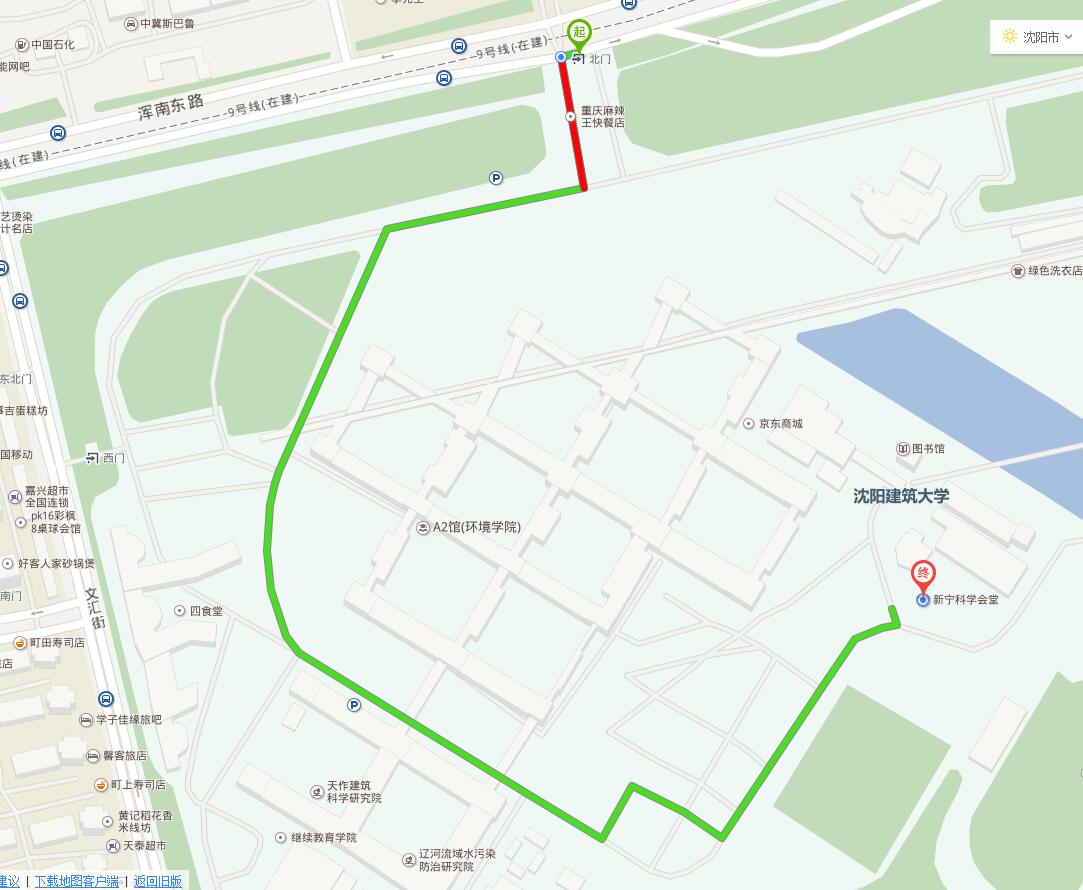 中冀斯巴鲁
中国石化
能网吧
9号线(在建)
起
北门
沈阳市
浑南东路
9号线(在建)
线(在建)
重庆麻辣
王快餐店
P
艺烫染
计名店
绿色洗衣店
东北门
吉蛋糕坊
京东商城
国移动
西门
图书馆
嘉兴超市
全国连锁
pk16彩枫
8桌球会馆
沈阳建筑大学
A2馆(环境学院)
好客人家砂锅煲
终
南门
文汇街
四食堂
新宁科学会堂
町田寿司店
店
P
学子佳缘旅吧
馨客旅店
町上寿司店
天作建筑
科学研究院
黄记稻花香
米线坊
继续教育学院
天泰超市
辽河流域水污染
防治研究院
建议 | 下载地图客户端 | 返回旧版